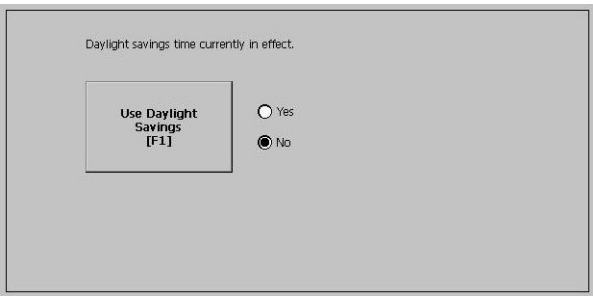 Daylight savings time currently in effect.
Use Daylight
Savings
[F1]
Yes
No